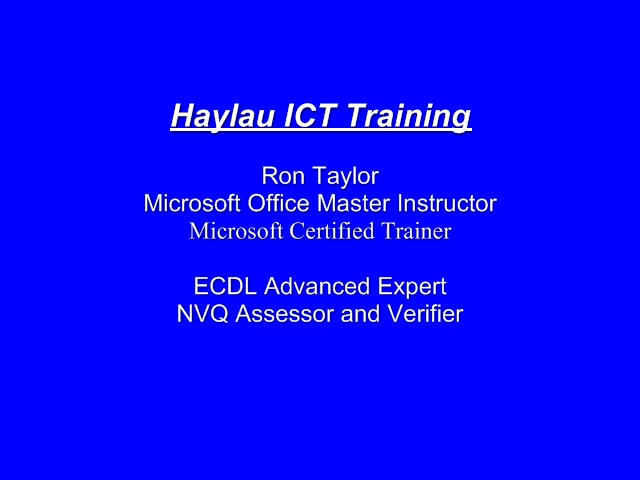 Haylau ICT Training
Ron Taylor
Microsoft Office Master Instructor
Microsoft Certified Trainer
ECDL Advanced Expert
NVQ Assessor and Verifier